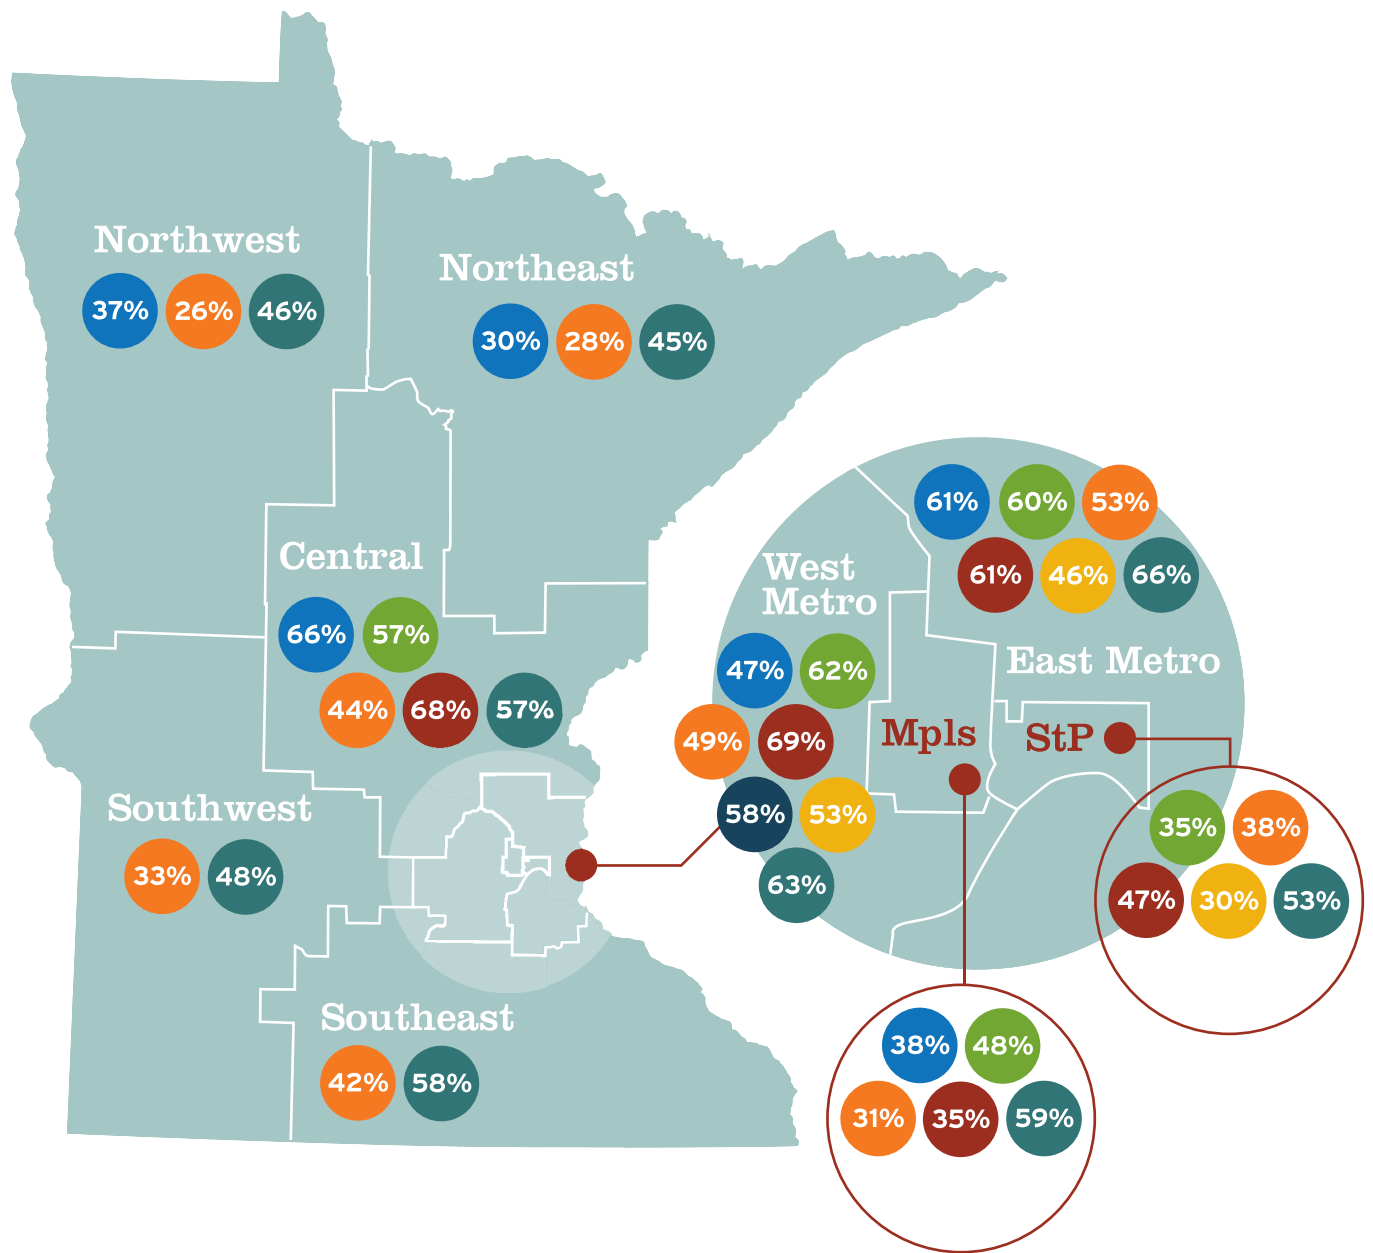 Northwest
37% 26% 46%
Northeast
30% 28% 45%
Central
66% 57%
44% 68% 57%
Southwest
33% 48%
Southeast
42% 58%
West
Metro
47% 62%
49% 69%
58% 53%
63%
61% 60% 53%
61% 46% 66%
East Metro
Mpls
38% 48%
31% 35% 59%
StP
35% 38%
47% 30% 53%